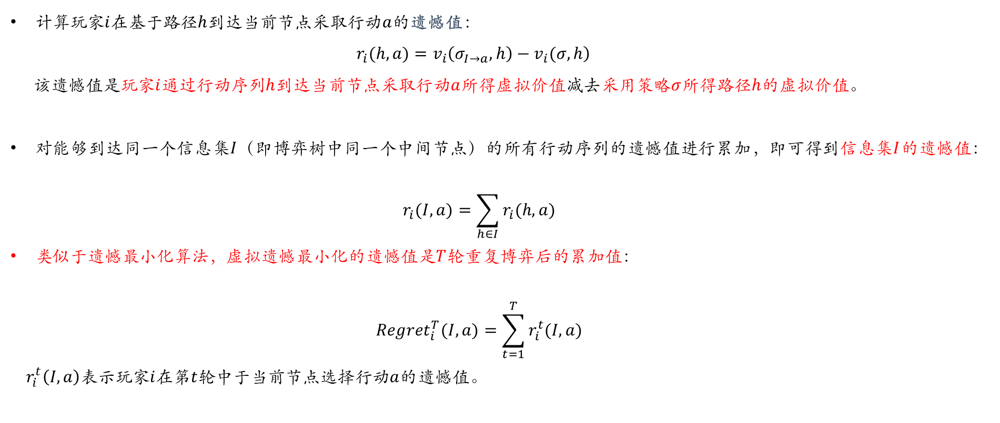 • 计算玩家i在基于路径h到达当前节点采取行动a的遗憾值：
rᵢ(h, a) = vᵢ(σ_{I→a}, h) − vᵢ(σ, h)
该遗憾值是玩家i通过行动序列h到达当前节点采取行动a所得虚拟价值减去采用策略σ所得路径h的虚拟价值。
• 对能够到达同一个信息集I（即博弈树中同一个中间节点）的所有行动序列的遗憾值进行累加，即可得到信息集I的遗憾值：
rᵢ(I, a) = ∑_{h∈I} rᵢ(h, a)
• 类似于遗憾最小化算法，虚拟遗憾最小化的遗憾值是T轮重复博弈后的累加值：
Regret_i^T(I, a) = ∑_{t=1}^{T} r_i^t(I, a)
r_i^t(I, a)表示玩家i在第t轮中于当前节点选择行动a的遗憾值。